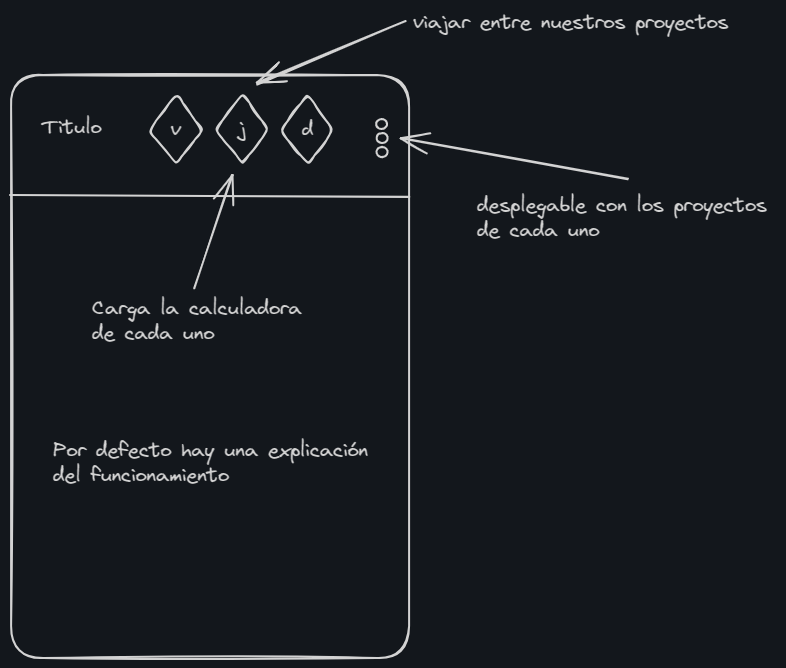 viajar entre nuestros proyectos
Titulo
v
j
d
desplegable con los proyectos
de cada uno
Carga la calculadora
de cada uno
Por defecto hay una explicación
del funcionamiento